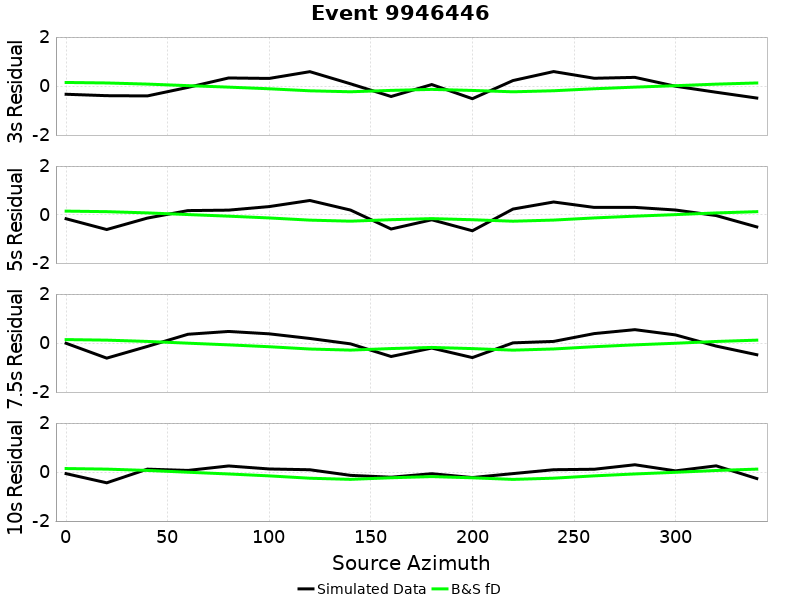 Event 9946446
3s Residual
2
0
-2
5s Residual
2
0
-2
7.5s Residual
2
0
-2
10s Residual
2
0
-2
0 50 100 150 200 250 300
Source Azimuth
Simulated Data B&S fD